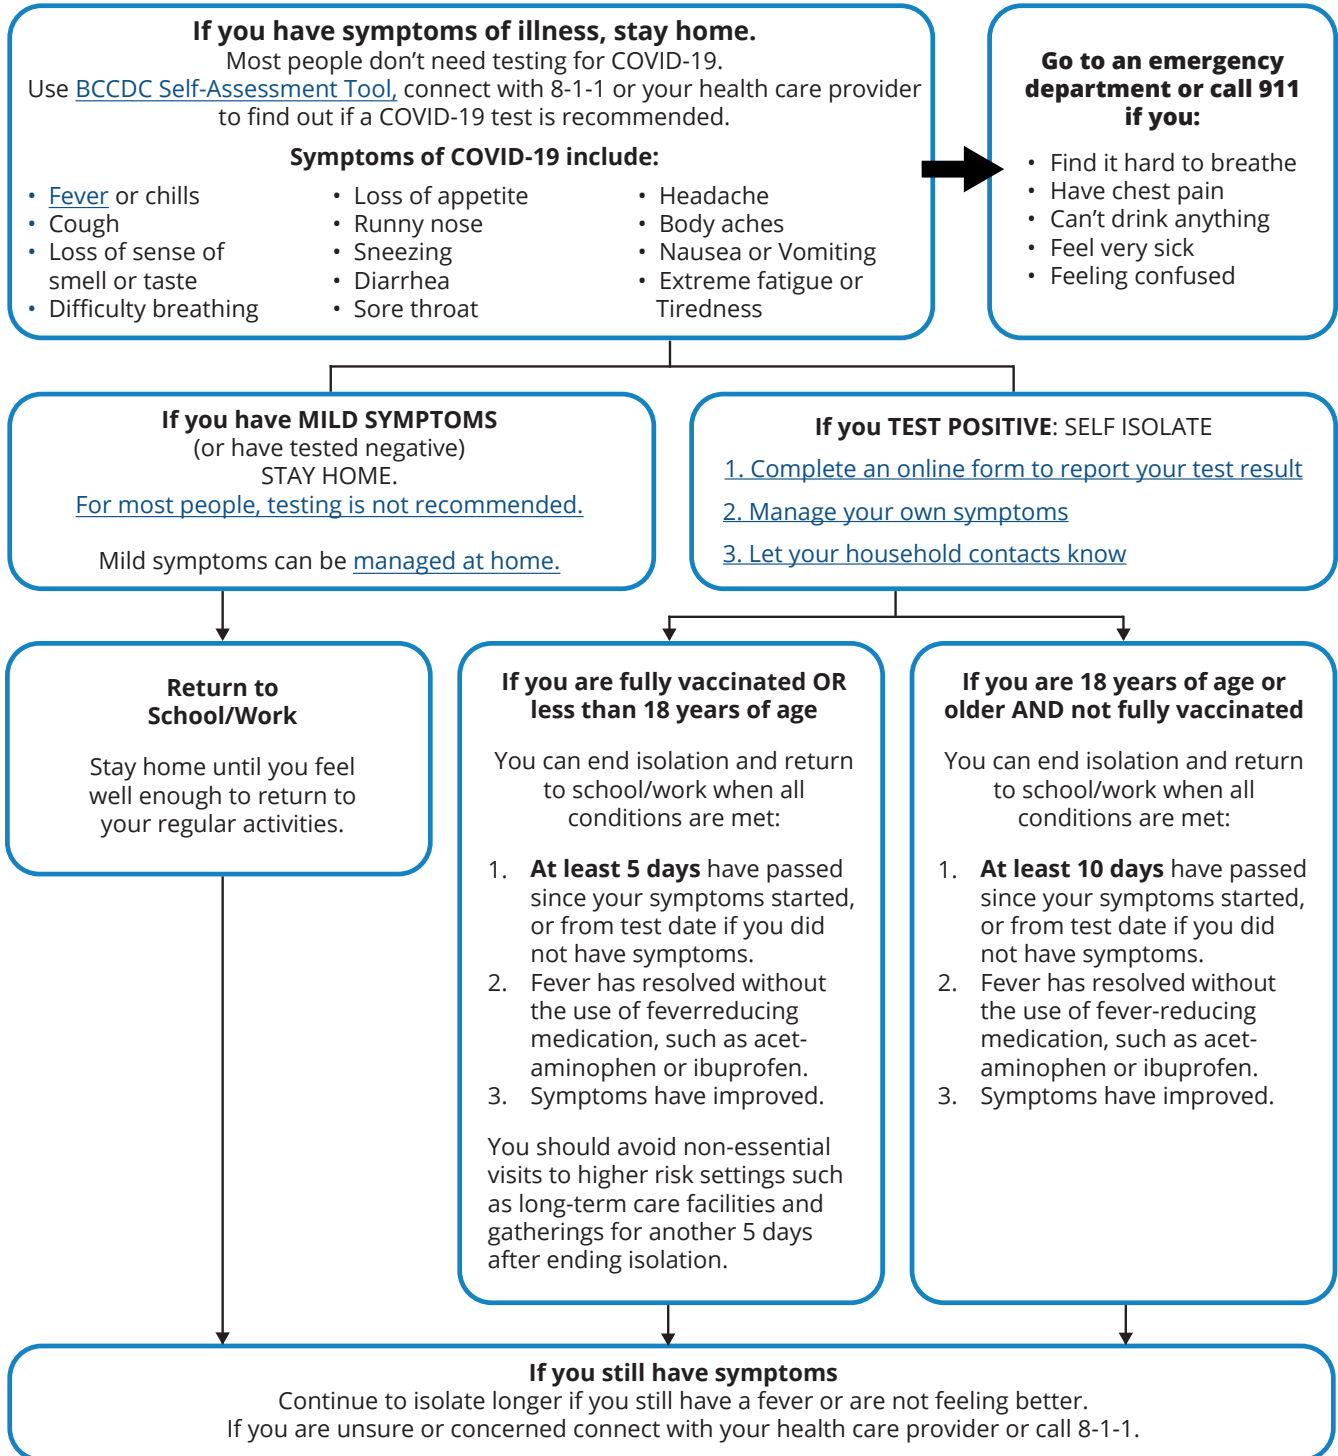 If you have symptoms of illness, stay home.
Most people don't need testing for COVID-19.
Use BCCDC Self-Assessment Tool, connect with 8-1-1 or your health care provider
to find out if a COVID-19 test is recommended.
Symptoms of COVID-19 include:
• Fever or chills
• Cough
• Loss of sense of
smell or taste
• Difficulty breathing
• Loss of appetite
• Runny nose
• Sneezing
• Diarrhea
• Sore throat
• Headache
• Body aches
• Nausea or Vomiting
• Extreme fatigue or
Tiredness
Go to an emergency
department or call 911
if you:
• Find it hard to breathe
• Have chest pain
• Can't drink anything
• Feel very sick
• Feeling confused
If you have MILD SYMPTOMS
(or have tested negative)
STAY HOME.
For most people, testing is not recommended.
Mild symptoms can be managed at home.
If you TEST POSITIVE: SELF ISOLATE
1. Complete an online form to report your test result
2. Manage your own symptoms
3. Let your household contacts know
Return to
School/Work
Stay home until you feel
well enough to return to
your regular activities.
If you are fully vaccinated OR
less than 18 years of age
You can end isolation and return
to school/work when all
conditions are met:
1. At least 5 days have passed
since your symptoms started,
or from test date if you did
not have symptoms.
2. Fever has resolved without
the use of feverreducing
medication, such as acet-
aminophen or ibuprofen.
3. Symptoms have improved.
You should avoid non-essential
visits to higher risk settings such
as long-term care facilities and
gatherings for another 5 days
after ending isolation.
If you are 18 years of age or
older AND not fully vaccinated
You can end isolation and return
to school/work when all
conditions are met:
1. At least 10 days have passed
since your symptoms started,
or from test date if you did
not have symptoms.
2. Fever has resolved without
the use of fever-reducing
medication, such as acet-
aminophen or ibuprofen.
3. Symptoms have improved.
If you still have symptoms
Continue to isolate longer if you still have a fever or are not feeling better.
If you are unsure or concerned connect with your health care provider or call 8-1-1.